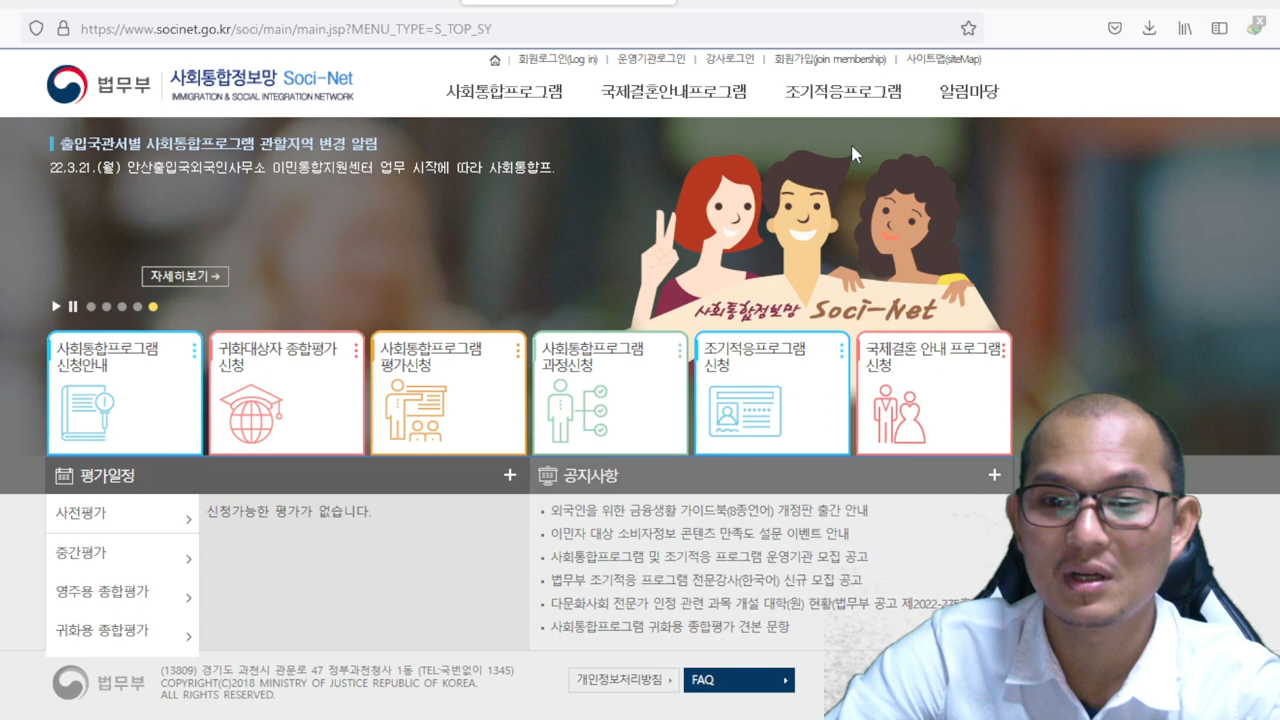 https://www.socinet.go.kr/soci/main/main.jsp?MENU_TYPE=S_TOP_SY
회원로그인(Log in) | 운영기관로그인 | 강사로그인 | 회원가입(join membership) | 사이트맵(siteMap)
법무부
사회통합정보망 Soci-Net
IMMIGRATION & SOCIAL INTEGRATION NETWORK
사회통합프로그램 국제결혼안내프로그램 조기적응프로그램 알림마당
출입국관서별 사회통합프로그램 관할지역 변경 알림
22.3.21.(월) 안산출입국외국인사무소 이민통합지원센터 업무 시작에 따라 사회통합프.
자세히보기→
사회통합정보망 Soci-Net
사회통합프로그램
신청안내
귀화대상자 종합평가
신청
사회통합프로그램
평가신청
사회통합프로그램
과정신청
조기적응프로그램
신청
국제결혼 안내 프로그램
신청
평가일정 +
사전평가
중간평가
영주용 종합평가
귀화용 종합평가
신청가능한 평가가 없습니다.
공지사항 +
외국인을 위한 금융생활 가이드북(8종언어) 개정판 출간 안내
이민자 대상 소비자정보 콘텐츠 만족도 설문 이벤트 안내
사회통합프로그램 및 조기적응 프로그램 운영기관 모집 공고
법무부 조기적응 프로그램 전문강사(한국어) 신규 모집 공고
다문화사회 전문가 인정 관련 과목 개설 대학(원) 현황(법무부 공고 제2022-275
사회통합프로그램 귀화용 종합평가 견본 문항
법무부
(13809) 경기도 과천시 관문로 47 정부과천청사 1동 (TEL:국번없이 1345)
COPYRIGHT(C)2018 MINISTRY OF JUSTICE REPUBLIC OF KOREA.
ALL RIGHTS RESERVED.
개인정보처리방침
FAQ